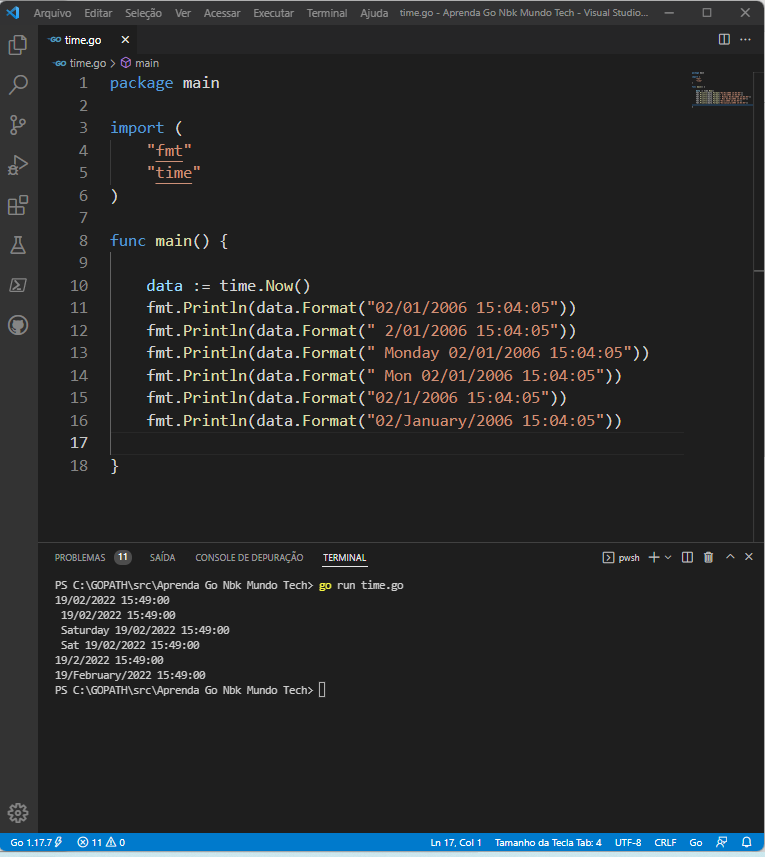 Arquivo Editar Seleção Ver Acessar Executar Terminal Ajuda time.go - Aprenda Go Nbk Mundo Tech - Visual Studio...
time.go
time.go > main
1 package main
2
3 import (
4 "fmt"
5 "time"
6 )
7
8 func main() {
9
10 data := time.Now()
11 fmt.Println(data.Format("02/01/2006 15:04:05"))
12 fmt.Println(data.Format(" 2/01/2006 15:04:05"))
13 fmt.Println(data.Format(" Monday 02/01/2006 15:04:05"))
14 fmt.Println(data.Format(" Mon 02/01/2006 15:04:05"))
15 fmt.Println(data.Format("02/1/2006 15:04:05"))
16 fmt.Println(data.Format("02/January/2006 15:04:05"))
17
18 }
PROBLEMAS 11 SAÍDA CONSOLE DE DEPURAÇÃO TERMINAL pwsh
PS C:\GOPATH\src\Aprenda Go Nbk Mundo Tech> go run time.go
19/02/2022 15:49:00
 19/02/2022 15:49:00
 Saturday 19/02/2022 15:49:00
 Sat 19/02/2022 15:49:00
19/2/2022 15:49:00
19/February/2022 15:49:00
PS C:\GOPATH\src\Aprenda Go Nbk Mundo Tech>
Go 1.17.7 11 0 Ln 17, Col 1 Tamanho da Tecla Tab: 4 UTF-8 CRLF Go